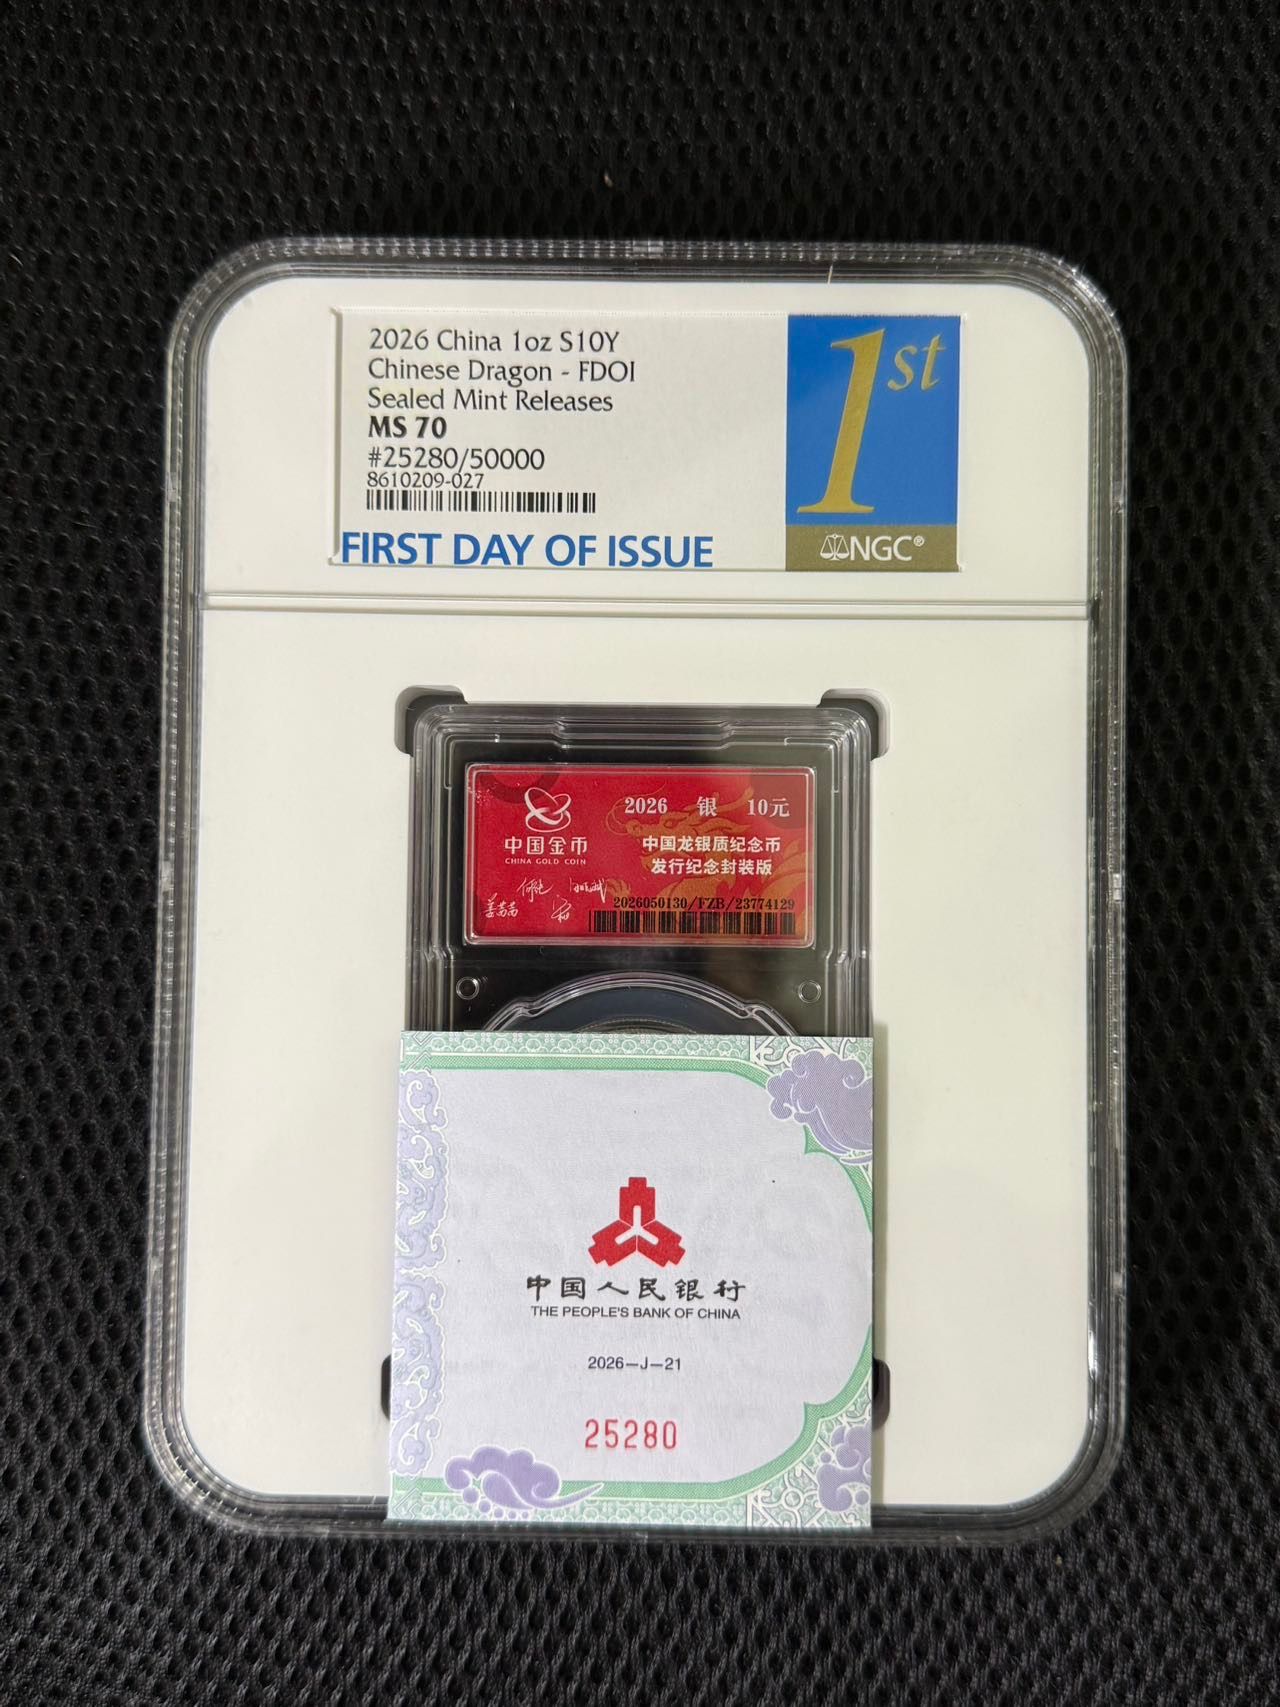 2026 China 1oz S10Y
Chinese Dragon - FDOI
Sealed Mint Releases
MS 70
#25280/50000
8610209-027
FIRST DAY OF ISSUE
1st
NGC®
中国金币
CHINA GOLD COIN
2026 银 10元
中国龙银质纪念币
发行纪念封装版
2026050130/FZB/23774129
中国人民银行
THE PEOPLE'S BANK OF CHINA
2026—J—21
25280